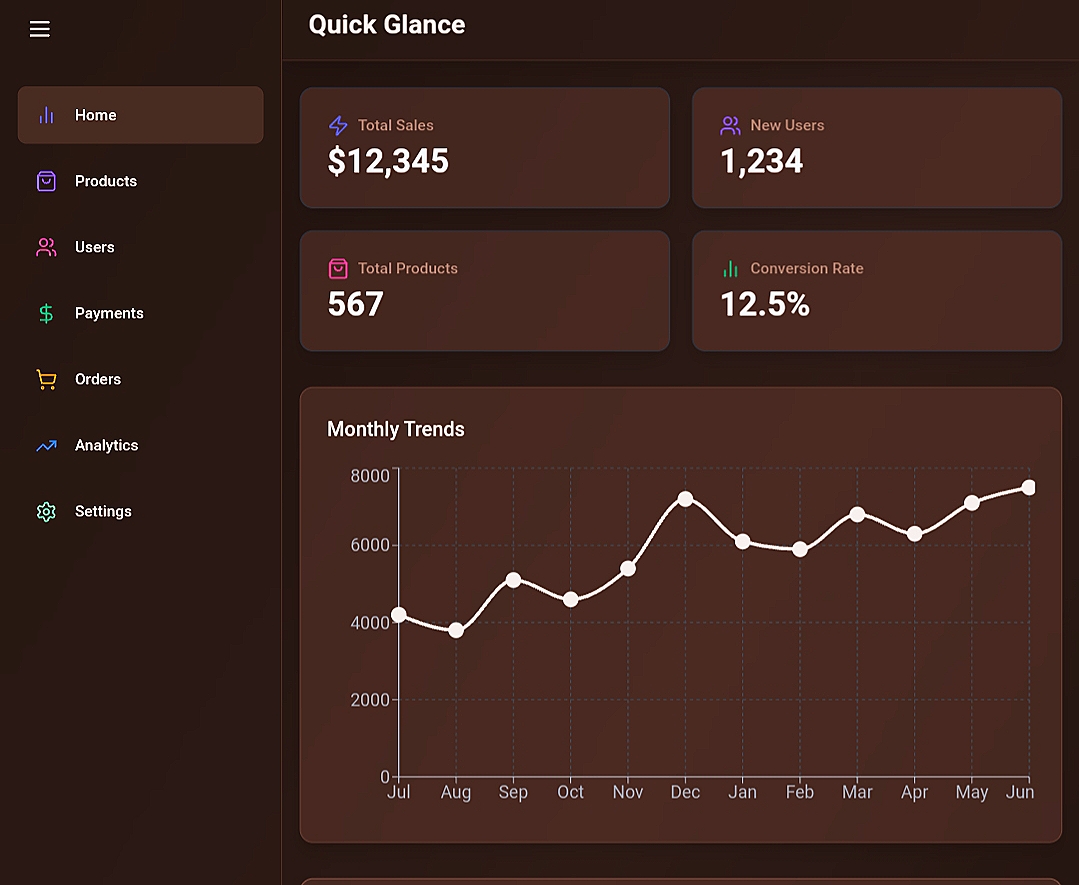 Quick Glance
Home
Products
Users
Payments
Orders
Analytics
Settings
Total Sales
$12,345
New Users
1,234
Total Products
567
Conversion Rate
12.5%
Monthly Trends
8000
6000
4000
2000
0
Jul Aug Sep Oct Nov Dec Jan Feb Mar Apr May Jun